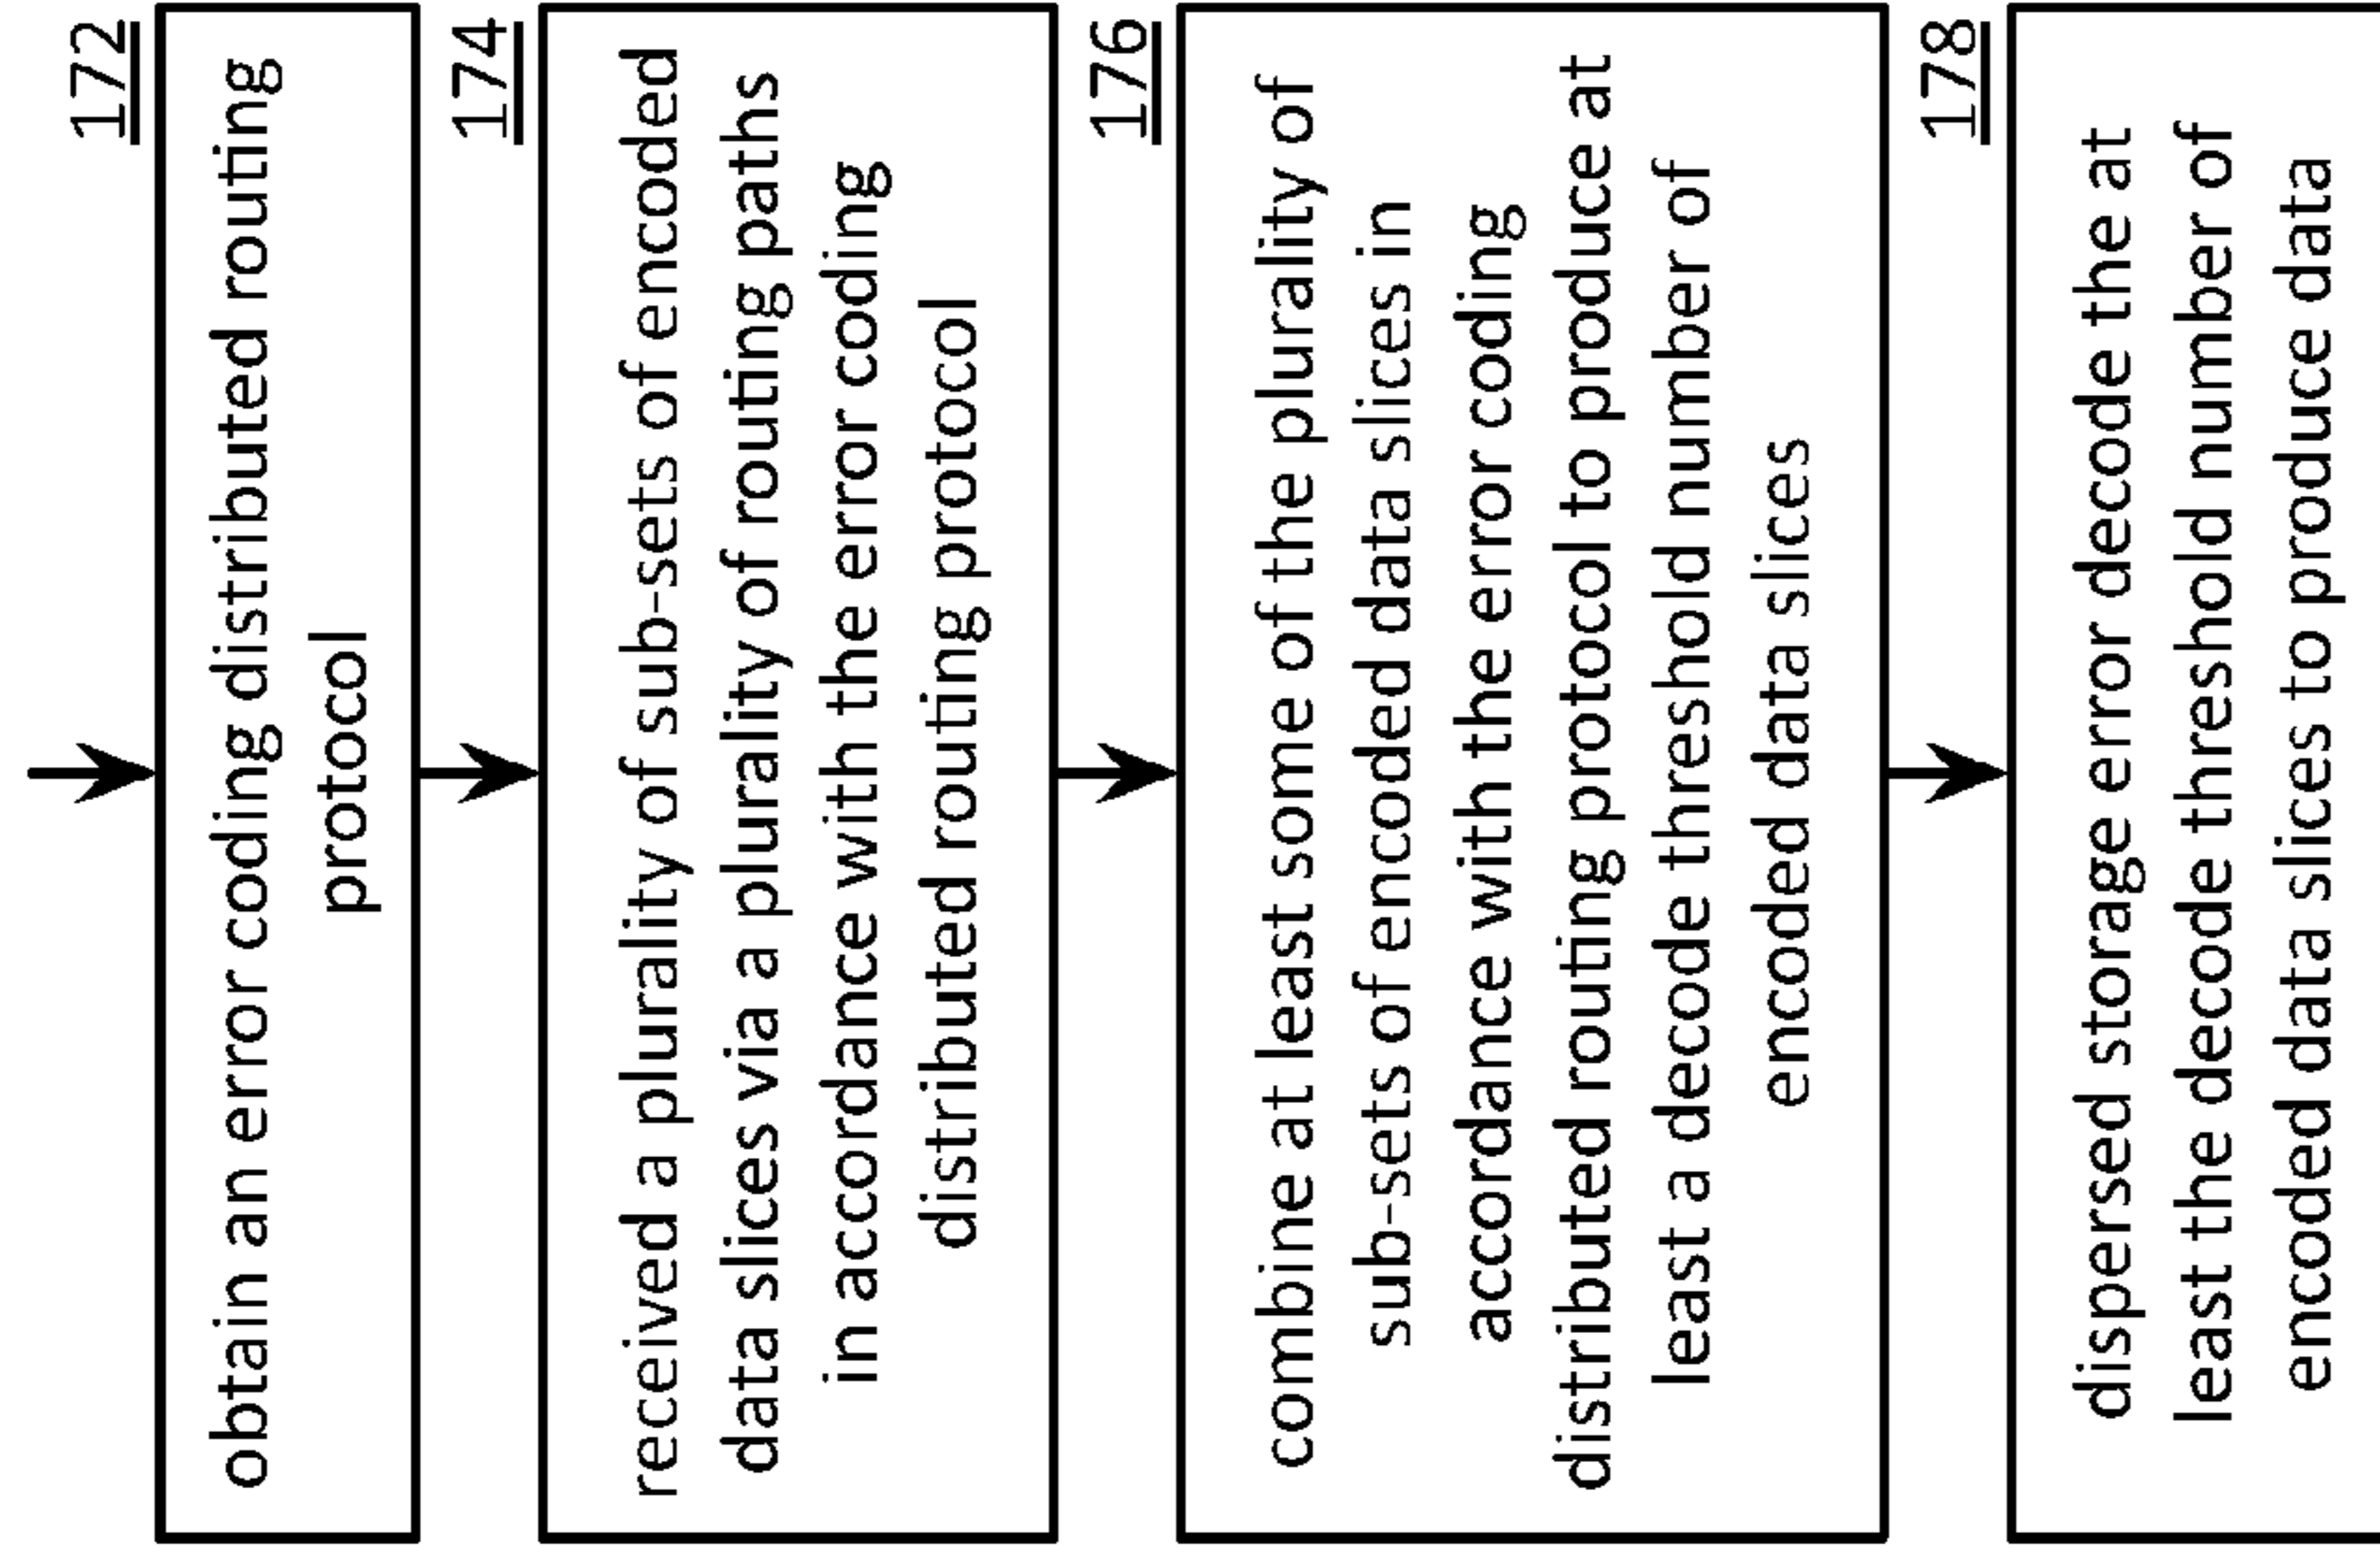 172
obtain an error coding distributed routing
protocol
174
received a plurality of sub-sets of encoded
data slices via a plurality of routing paths
in accordance with the error coding
distributed routing protocol
176
combine at least some of the plurality of
sub-sets of encoded data slices in
accordance with the error coding
distributed routing protocol to produce at
least a decode threshold number of
encoded data slices
178
dispersed storage error decode the at
least the decode threshold number of
encoded data slices to produce data